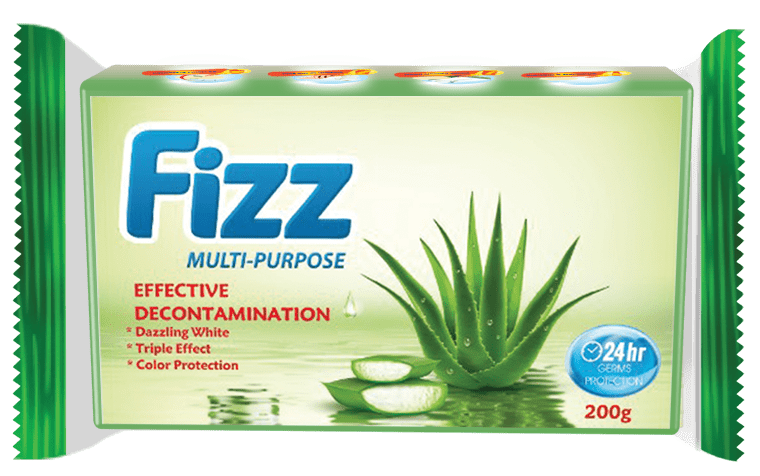 Fizz
MULTI-PURPOSE
EFFECTIVE
DECONTAMINATION
* Dazzling White
* Triple Effect
* Color Protection
24hr
GERMS
PROTECTION
200g